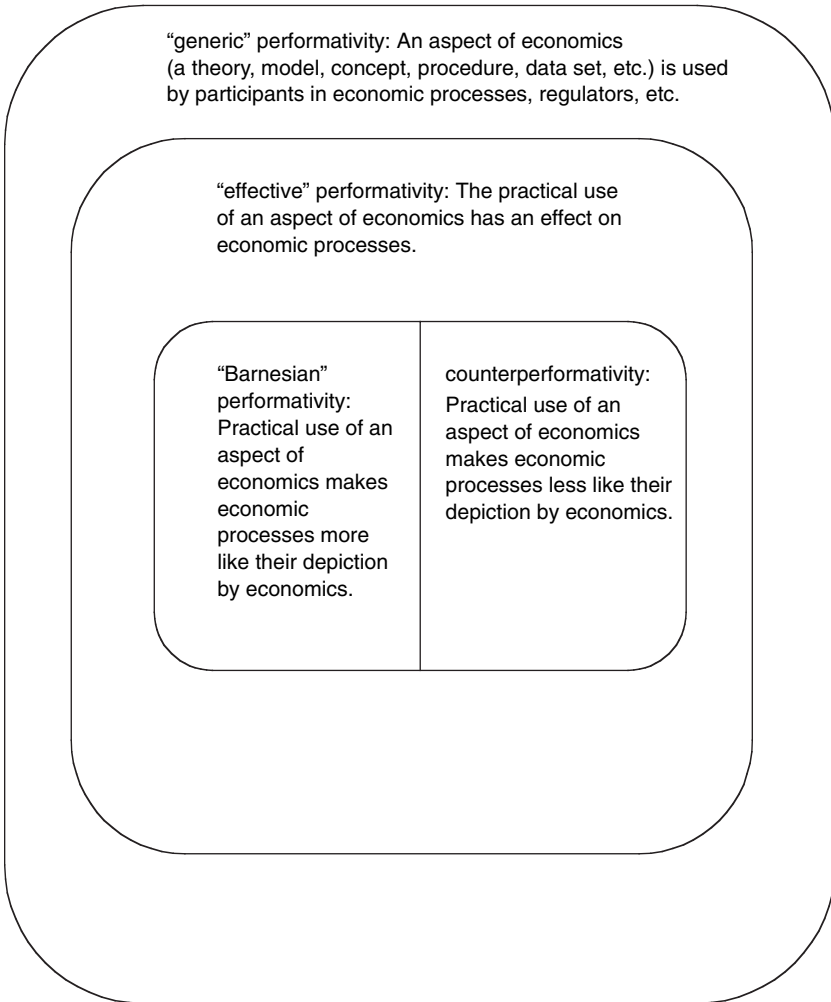 “generic” performativity: An aspect of economics
(a theory, model, concept, procedure, data set, etc.) is used
by participants in economic processes, regulators, etc.
“effective” performativity: The practical use
of an aspect of economics has an effect on
economic processes.
“Barnesian”
performativity:
Practical use of an
aspect of
economics makes
economic
processes more
like their depiction
by economics.
counterperformativity:
Practical use of an
aspect of economics
makes economic
processes less like their
depiction by economics.